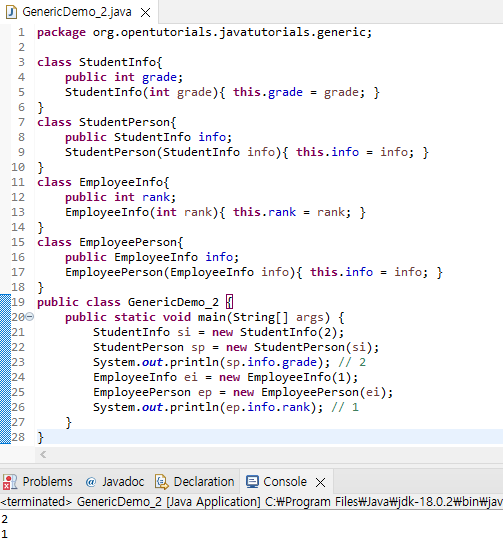 GenericDemo_2.java
1 package org.opentutorials.javatutorials.generic;
2
3 class StudentInfo{
4     public int grade;
5     StudentInfo(int grade){ this.grade = grade; }
6 }
7 class StudentPerson{
8     public StudentInfo info;
9     StudentPerson(StudentInfo info){ this.info = info; }
10 }
11 class EmployeeInfo{
12     public int rank;
13     EmployeeInfo(int rank){ this.rank = rank; }
14 }
15 class EmployeePerson{
16     public EmployeeInfo info;
17     EmployeePerson(EmployeeInfo info){ this.info = info; }
18 }
19 public class GenericDemo_2 {
20     public static void main(String[] args) {
21         StudentInfo si = new StudentInfo(2);
22         StudentPerson sp = new StudentPerson(si);
23         System.out.println(sp.info.grade); // 2
24         EmployeeInfo ei = new EmployeeInfo(1);
25         EmployeePerson ep = new EmployeePerson(ei);
26         System.out.println(ep.info.rank); // 1
27     }
28 }
Problems @ Javadoc Declaration Console
<terminated> GenericDemo_2 [Java Application] C:₩Program Files₩Java₩jdk-18.0.2₩bin₩jav
2
1